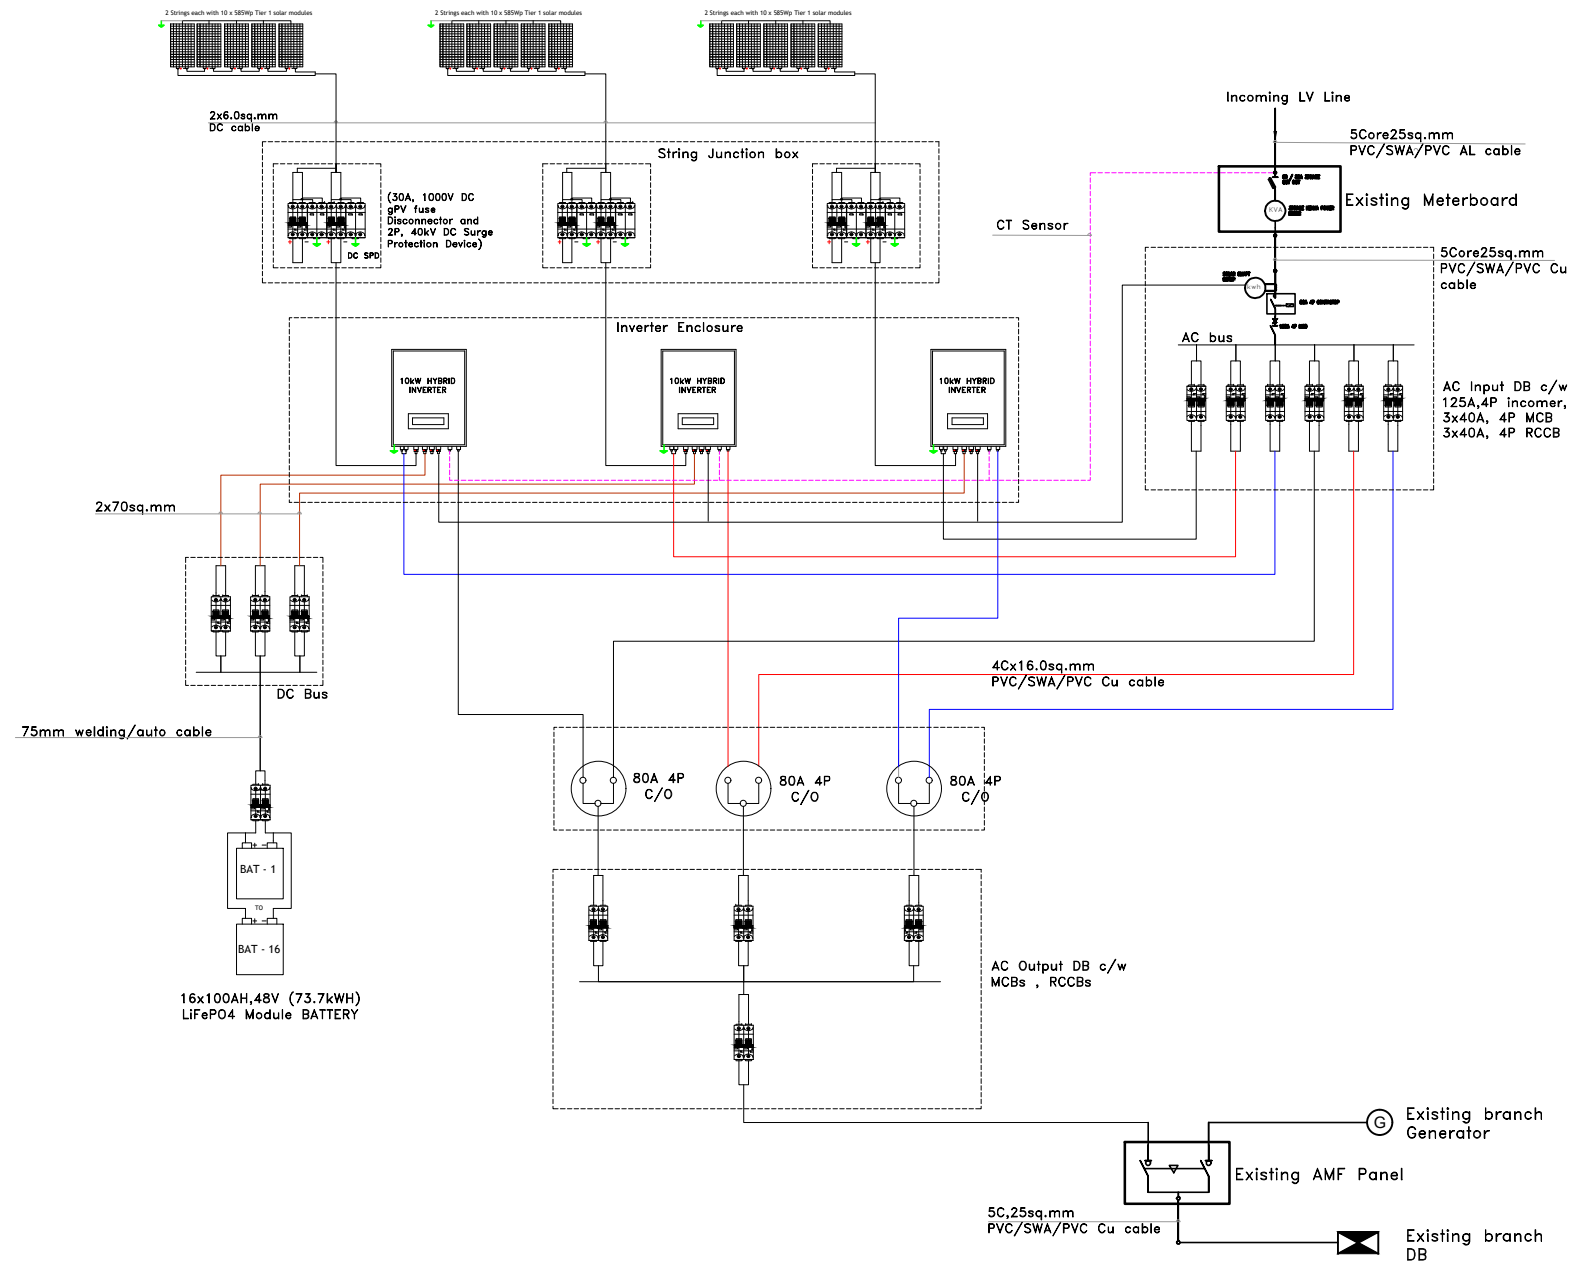 2 Strings each with 10 x 585Wp Tier 1 solar modules
2 Strings each with 10 x 585Wp Tier 1 solar modules
2 Strings each with 10 x 585Wp Tier 1 solar modules
2x6.0sq.mm
DC cable
String Junction box
(30A, 1000V DC
gPV fuse
Disconnector and
2P, 40kV DC Surge
Protection Device)
DC SPD
Incoming LV Line
5Core25sq.mm
PVC/SWA/PVC AL cable
Existing Meterboard
KVA
CT Sensor
5Core25sq.mm
PVC/SWA/PVC Cu
cable
kwh
AC bus
AC Input DB c/w
125A,4P incomer,
3x40A, 4P MCB
3x40A, 4P RCCB
Inverter Enclosure
10kW HYBRID
INVERTER
10kW HYBRID
INVERTER
10kW HYBRID
INVERTER
2x70sq.mm
DC Bus
75mm welding/auto cable
BAT - 1
TO
BAT - 16
16x100AH,48V (73.7kWH)
LiFePO4 Module BATTERY
4Cx16.0sq.mm
PVC/SWA/PVC Cu cable
80A 4P
C/O
80A 4P
C/O
80A 4P
C/O
AC Output DB c/w
MCBs , RCCBs
G
Existing branch
Generator
Existing AMF Panel
5C,25sq.mm
PVC/SWA/PVC Cu cable
Existing branch
DB